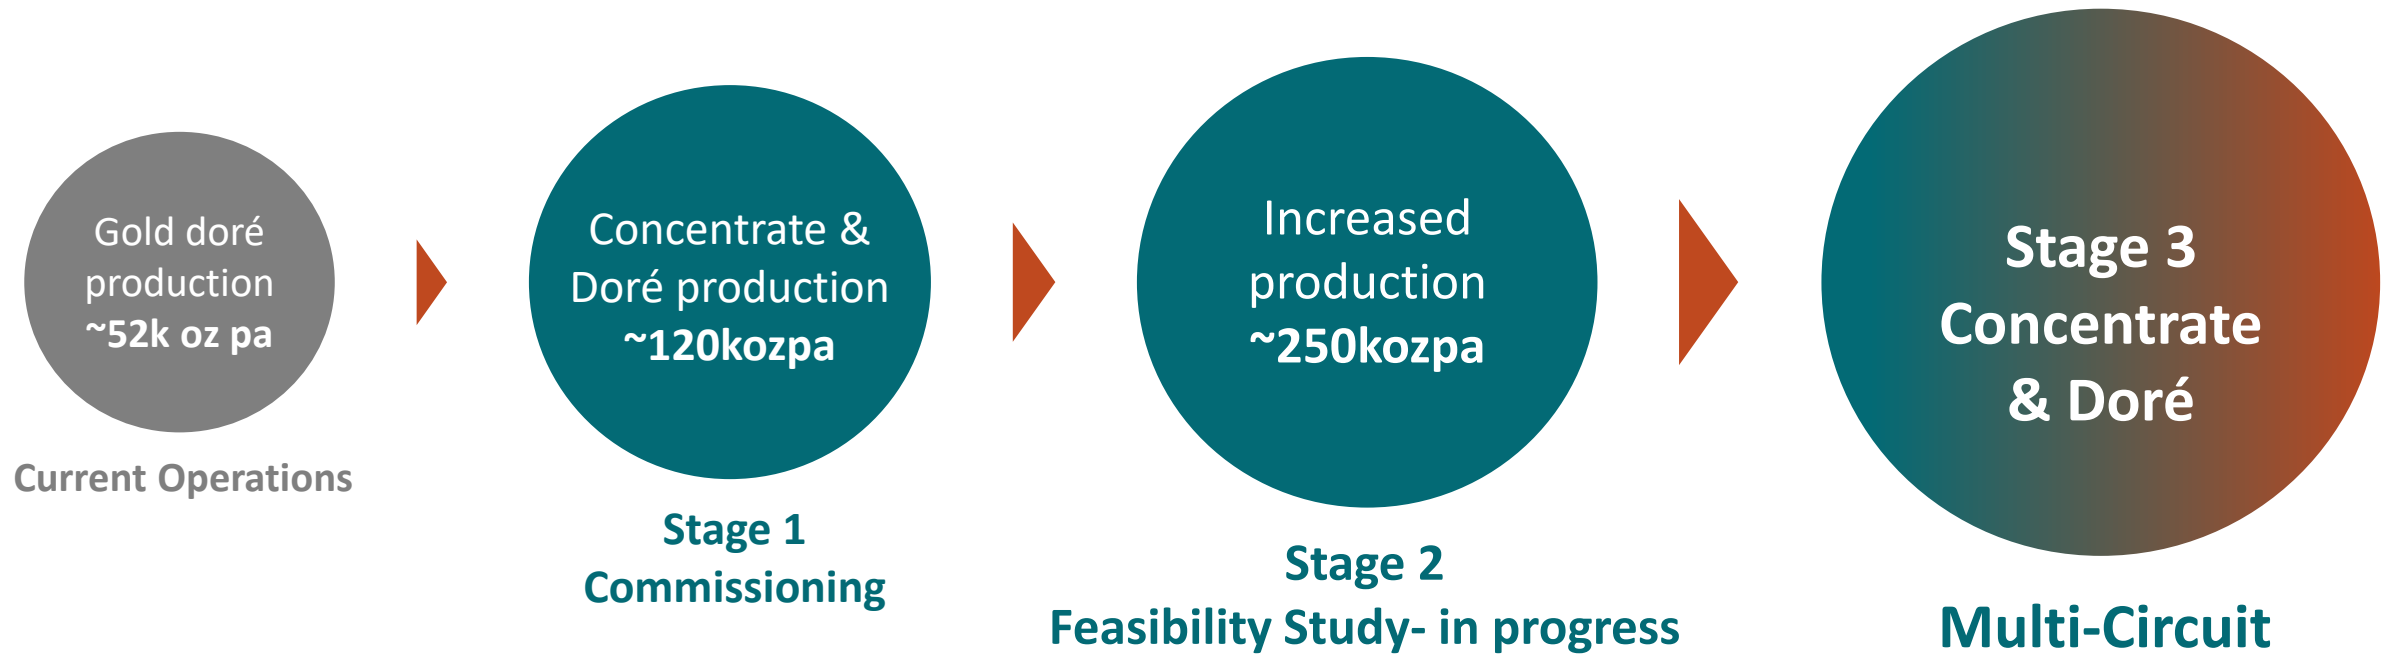 Gold doré
production
~52k oz pa
Current Operations
Concentrate &
Doré production
~120kozpa
Stage 1
Commissioning
Increased
production
~250kozpa
Stage 2
Feasibility Study- in progress
Stage 3
Concentrate
& Doré
Multi-Circuit